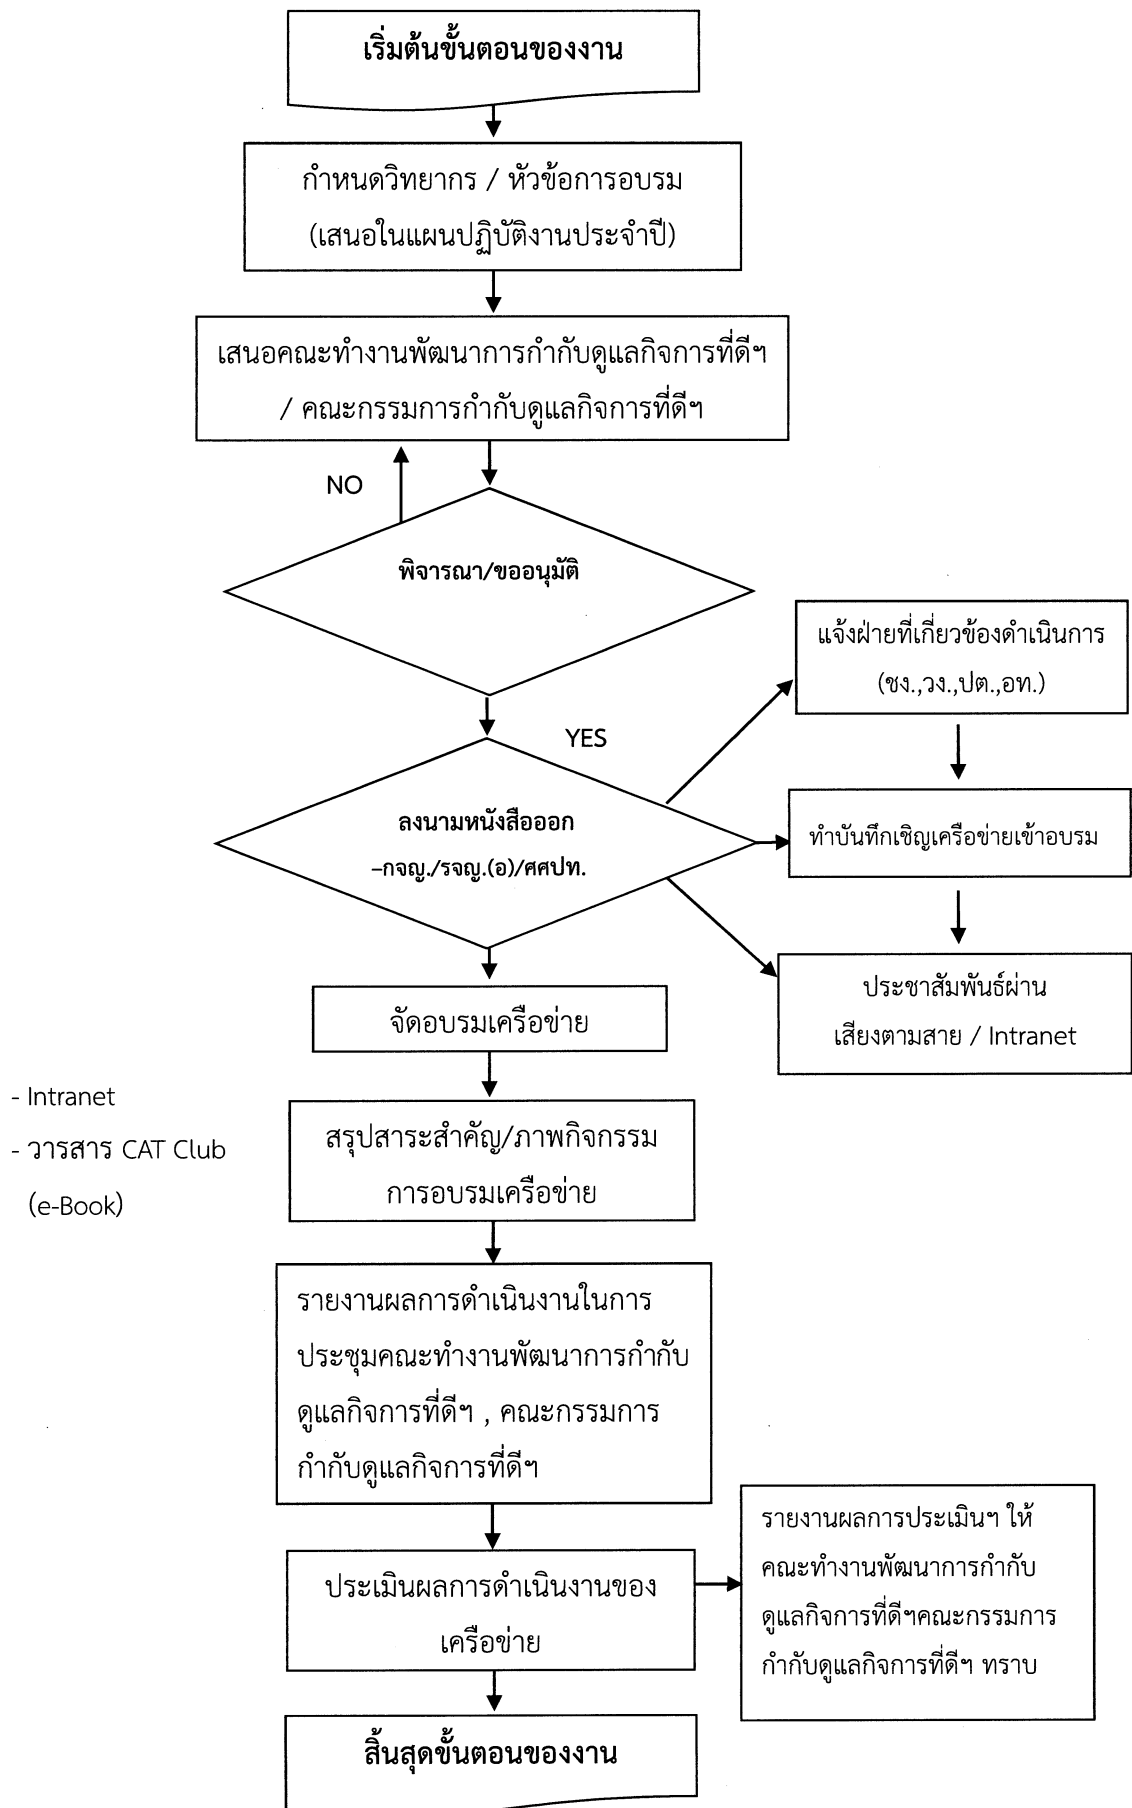 เริ่มต้นขั้นตอนของงาน
กำหนดวิทยากร / หัวข้อการอบรม
(เสนอในแผนปฏิบัติงานประจำปี)
เสนอคณะทำงานพัฒนาการกำกับดูแลกิจการที่ดีฯ
/ คณะกรรมการกำกับดูแลกิจการที่ดีฯ
NO
พิจารณา/ขออนุมัติ
YES
แจ้งฝ่ายที่เกี่ยวข้องดำเนินการ
(ชง.,วง.,ปต.,อท.)
ลงนามหนังสือออก
–กจญ./รจญ.(อ)/ศศปท.
ทำบันทึกเชิญเครือข่ายเข้าอบรม
ประชาสัมพันธ์ผ่าน
เสียงตามสาย / Intranet
จัดอบรมเครือข่าย
- Intranet
- วารสาร CAT Club
(e-Book)
สรุปสาระสำคัญ/ภาพกิจกรรม
การอบรมเครือข่าย
รายงานผลการดำเนินงานในการ
ประชุมคณะทำงานพัฒนาการกำกับ
ดูแลกิจการที่ดีฯ , คณะกรรมการ
กำกับดูแลกิจการที่ดีฯ
ประเมินผลการดำเนินงานของ
เครือข่าย
รายงานผลการประเมินฯ ให้
คณะทำงานพัฒนาการกำกับ
ดูแลกิจการที่ดีฯคณะกรรมการ
กำกับดูแลกิจการที่ดีฯ ทราบ
สิ้นสุดขั้นตอนของงาน